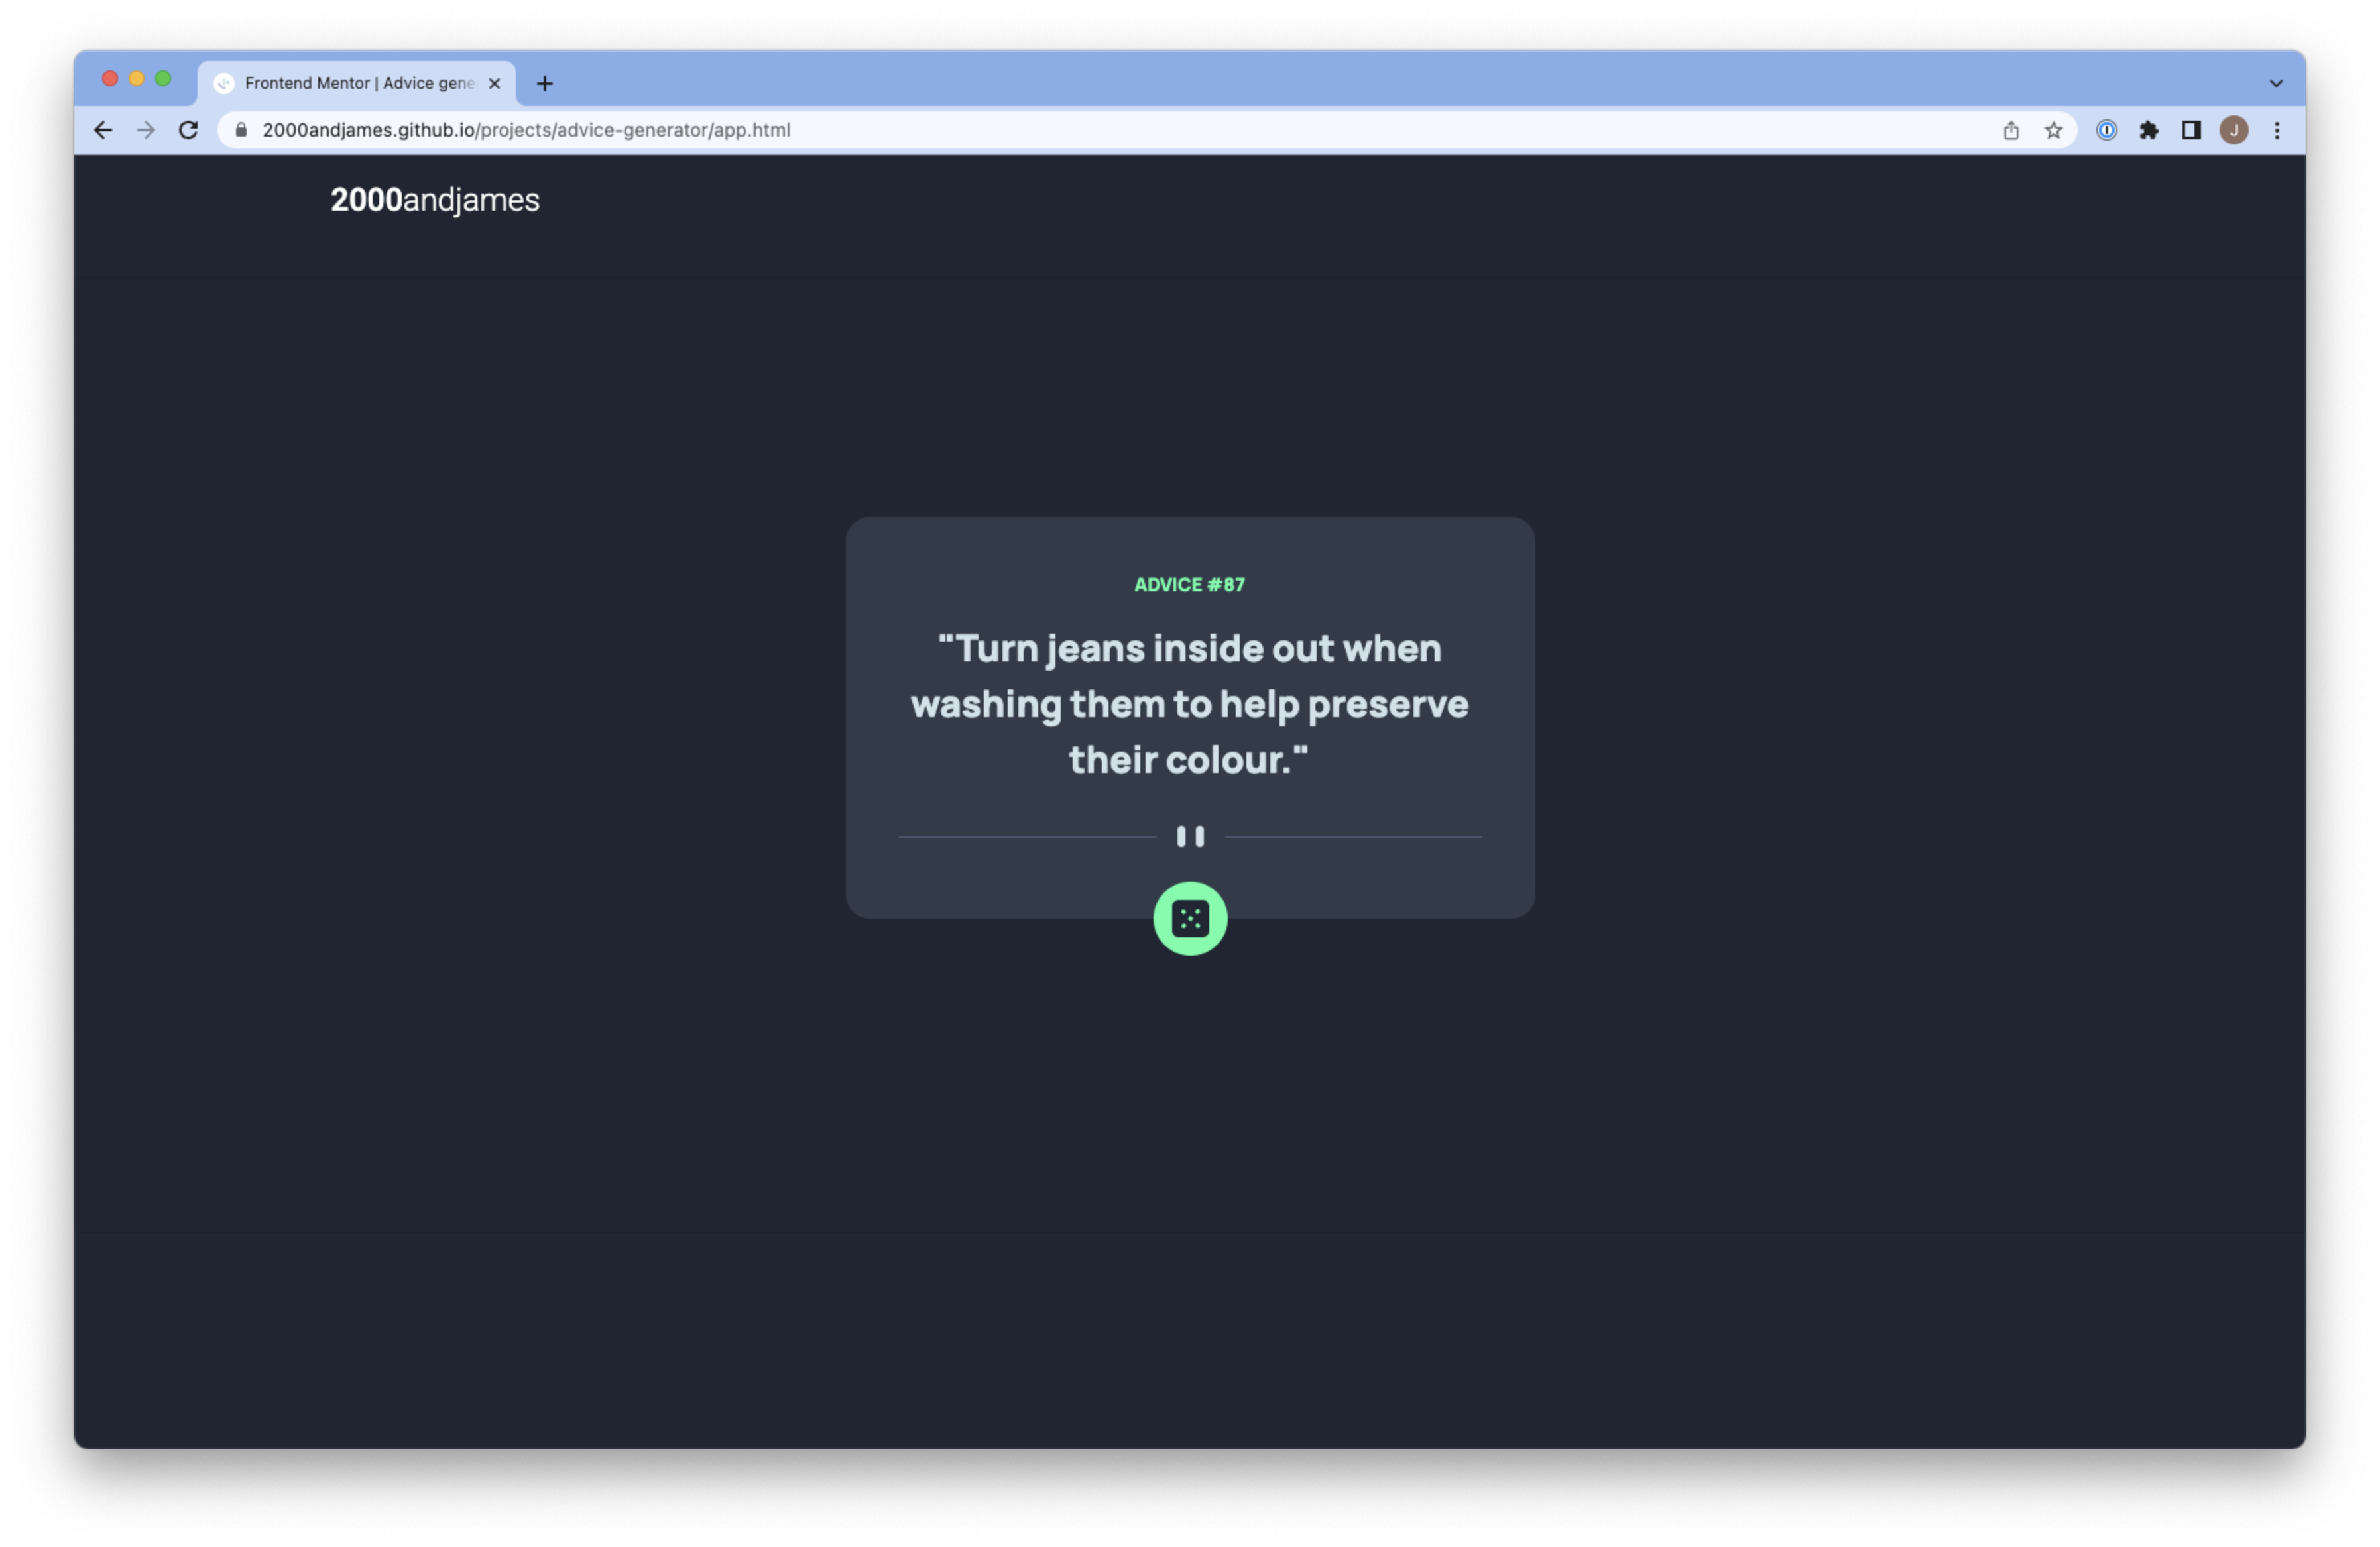 Frontend Mentor | Advice gene
2000andjames.github.io/projects/advice-generator/app.html
J
2000andjames
ADVICE #87
"Turn jeans inside out when
washing them to help preserve
their colour."